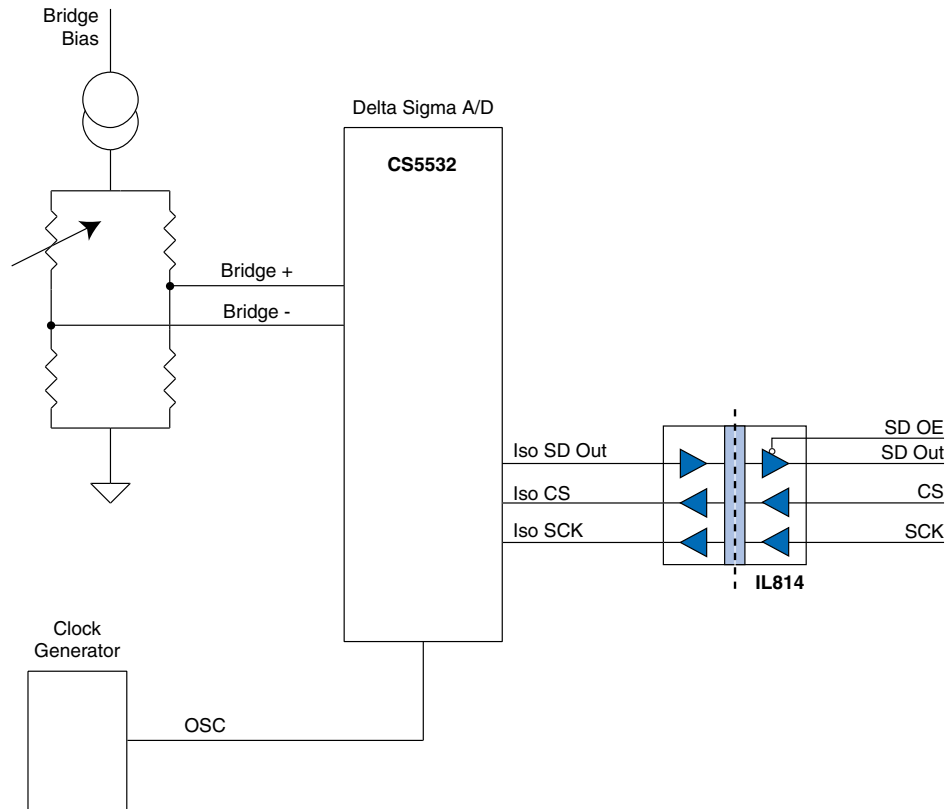 Bridge
Bias
Delta Sigma A/D
CS5532
Bridge +
Bridge -
SD OE
Iso SD Out
SD Out
Iso CS
CS
Iso SCK
SCK
IL814
Clock
Generator
OSC